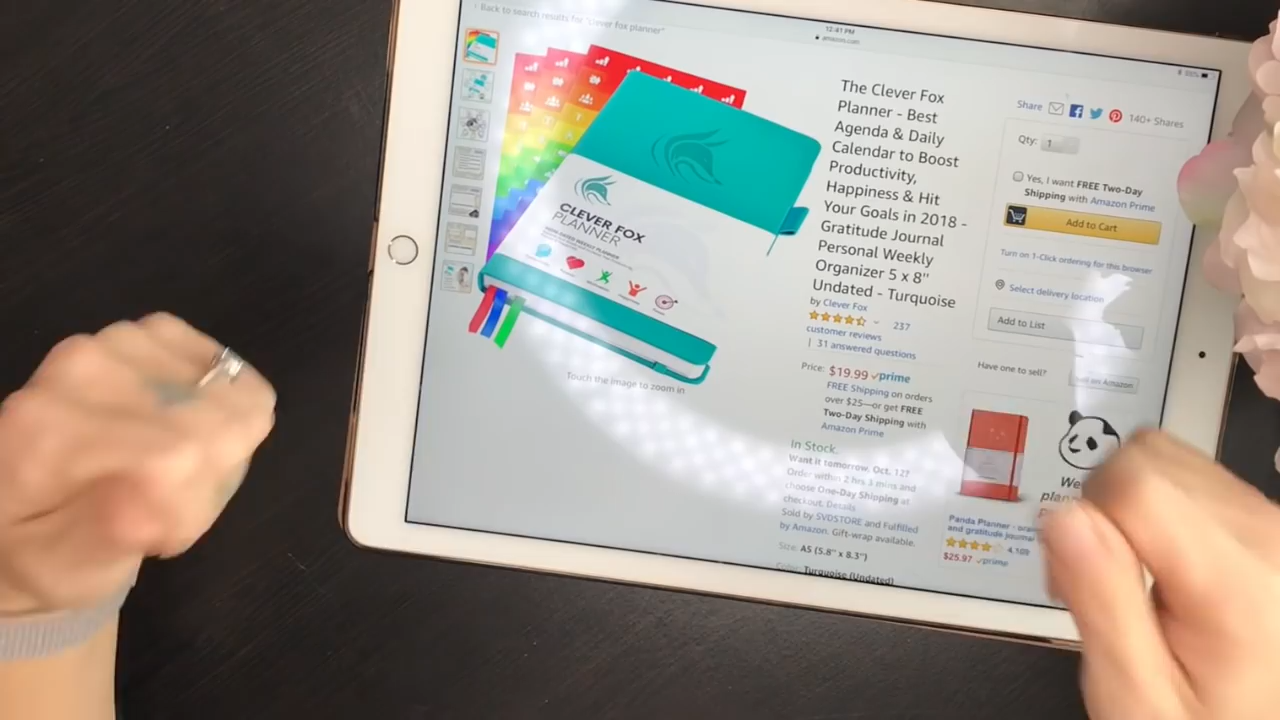 ‹ Back to search results for "clever fox planner"
12:41 PM
amazon.com
CLEVER FOX
PLANNER
Touch the image to zoom in
The Clever Fox
Planner - Best
Agenda & Daily
Calendar to Boost
Productivity,
Happiness & Hit
Your Goals in 2018 -
Gratitude Journal
Personal Weekly
Organizer 5 x 8"
Undated - Turquoise
by Clever Fox
237
customer reviews
| 31 answered questions
Price: $19.99 prime
FREE Shipping on orders
over $25—or get FREE
Two-Day Shipping with
Amazon Prime
In Stock.
Want it tomorrow, Oct. 12?
Order within 2 hrs 3 mins and
choose One-Day Shipping at
checkout. Details
Sold by SVDSTORE and Fulfilled
by Amazon. Gift-wrap available.
Size: A5 (5.8" x 8.3")
Color: Turquoise (Undated)
Share
140+ Shares
Qty: 1
Yes, I want FREE Two-Day
Shipping with Amazon Prime
Add to Cart
Turn on 1-Click ordering for this browser
Select delivery location
Add to List
Have one to sell?
Sell on Amazon
Panda Planner -
and gratitude journal
4,169
$25.97 prime